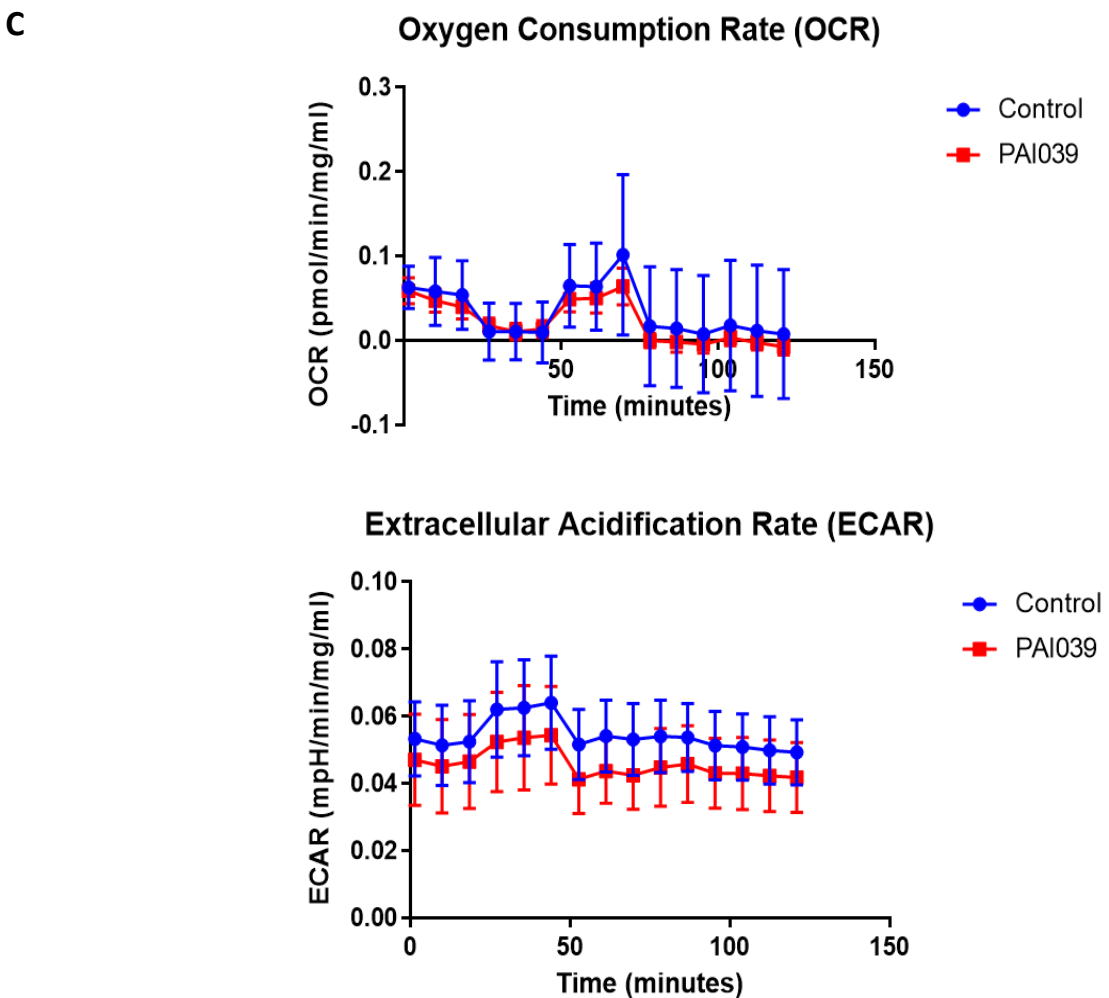 C
Oxygen Consumption Rate (OCR)
OCR (pmol/min/mg/ml)
0.3
0.2
0.1
0.0
-0.1
50
100
150
Time (minutes)
Control
PAI039
Extracellular Acidification Rate (ECAR)
ECAR (mpH/min/mg/ml)
0.10
0.08
0.06
0.04
0.02
0.00
0
50
100
150
Time (minutes)
Control
PAI039